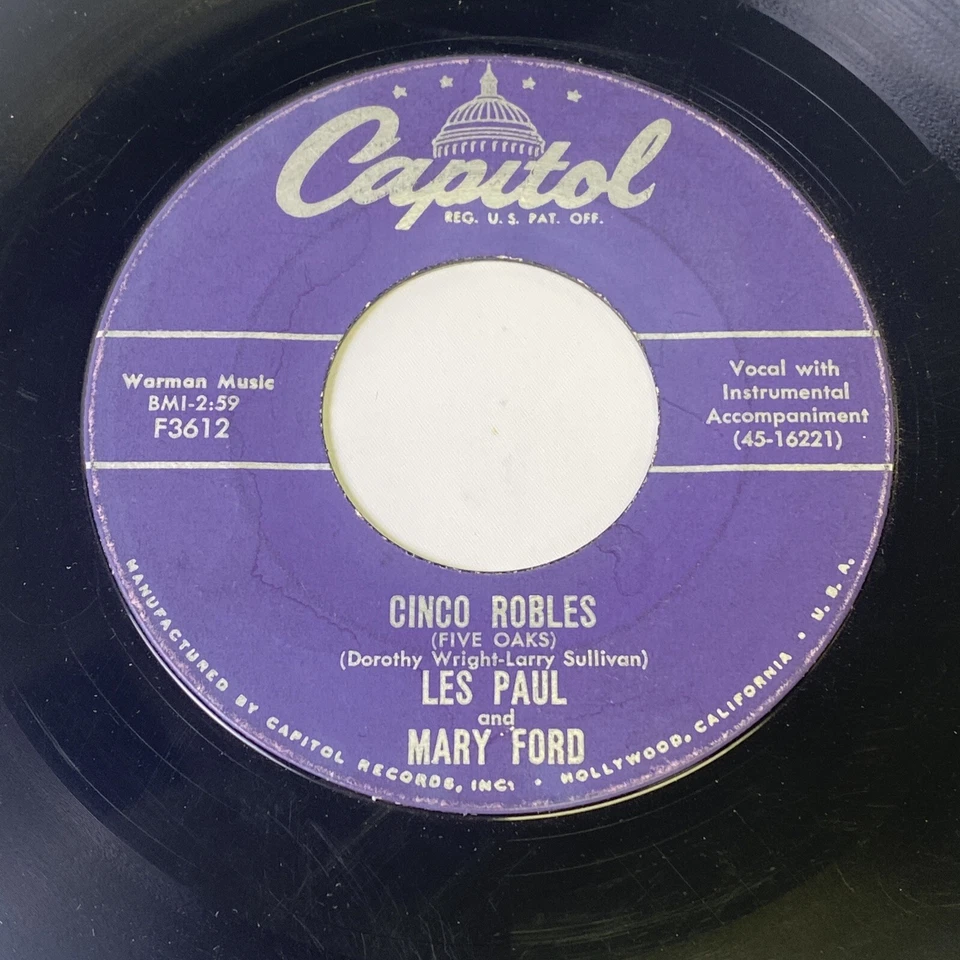 Capitol
REG. U.S. PAT. OFF.
Warman Music
BMI-2:59
F3612
Vocal with
Instrumental
Accompaniment
(45-16221)
CINCO ROBLES
(FIVE OAKS)
(Dorothy Wright-Larry Sullivan)
LES PAUL
and
MARY FORD
MANUFACTURED BY CAPITOL RECORDS, INC. • HOLLYWOOD, CALIFORNIA • U. S. A.